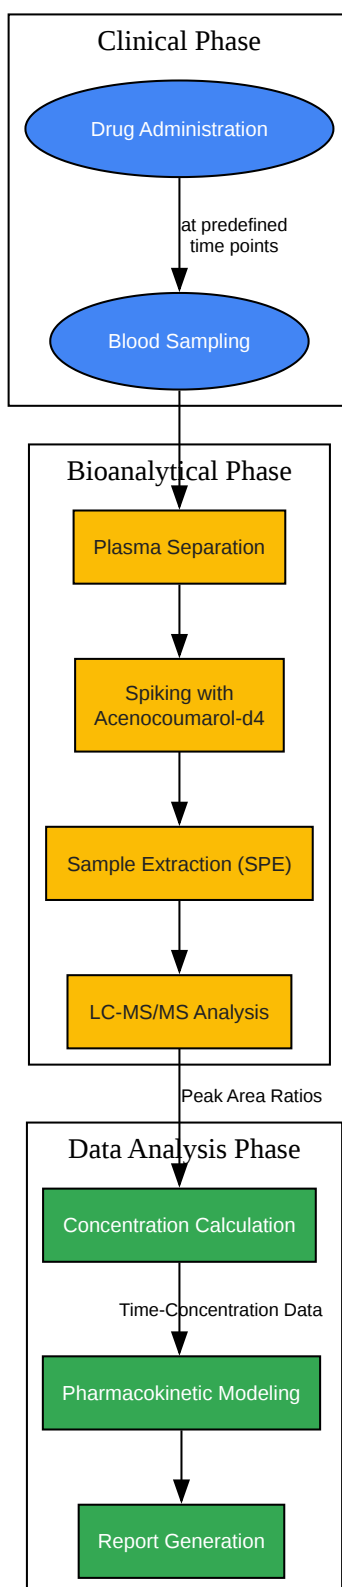 Clinical Phase
Drug Administration
at predefined
time points
Blood Sampling
Bioanalytical Phase
Plasma Separation
Spiking with
Acenocoumarol-d4
Sample Extraction (SPE)
LC-MS/MS Analysis
Peak Area Ratios
Data Analysis Phase
Concentration Calculation
Time-Concentration Data
Pharmacokinetic Modeling
Report Generation